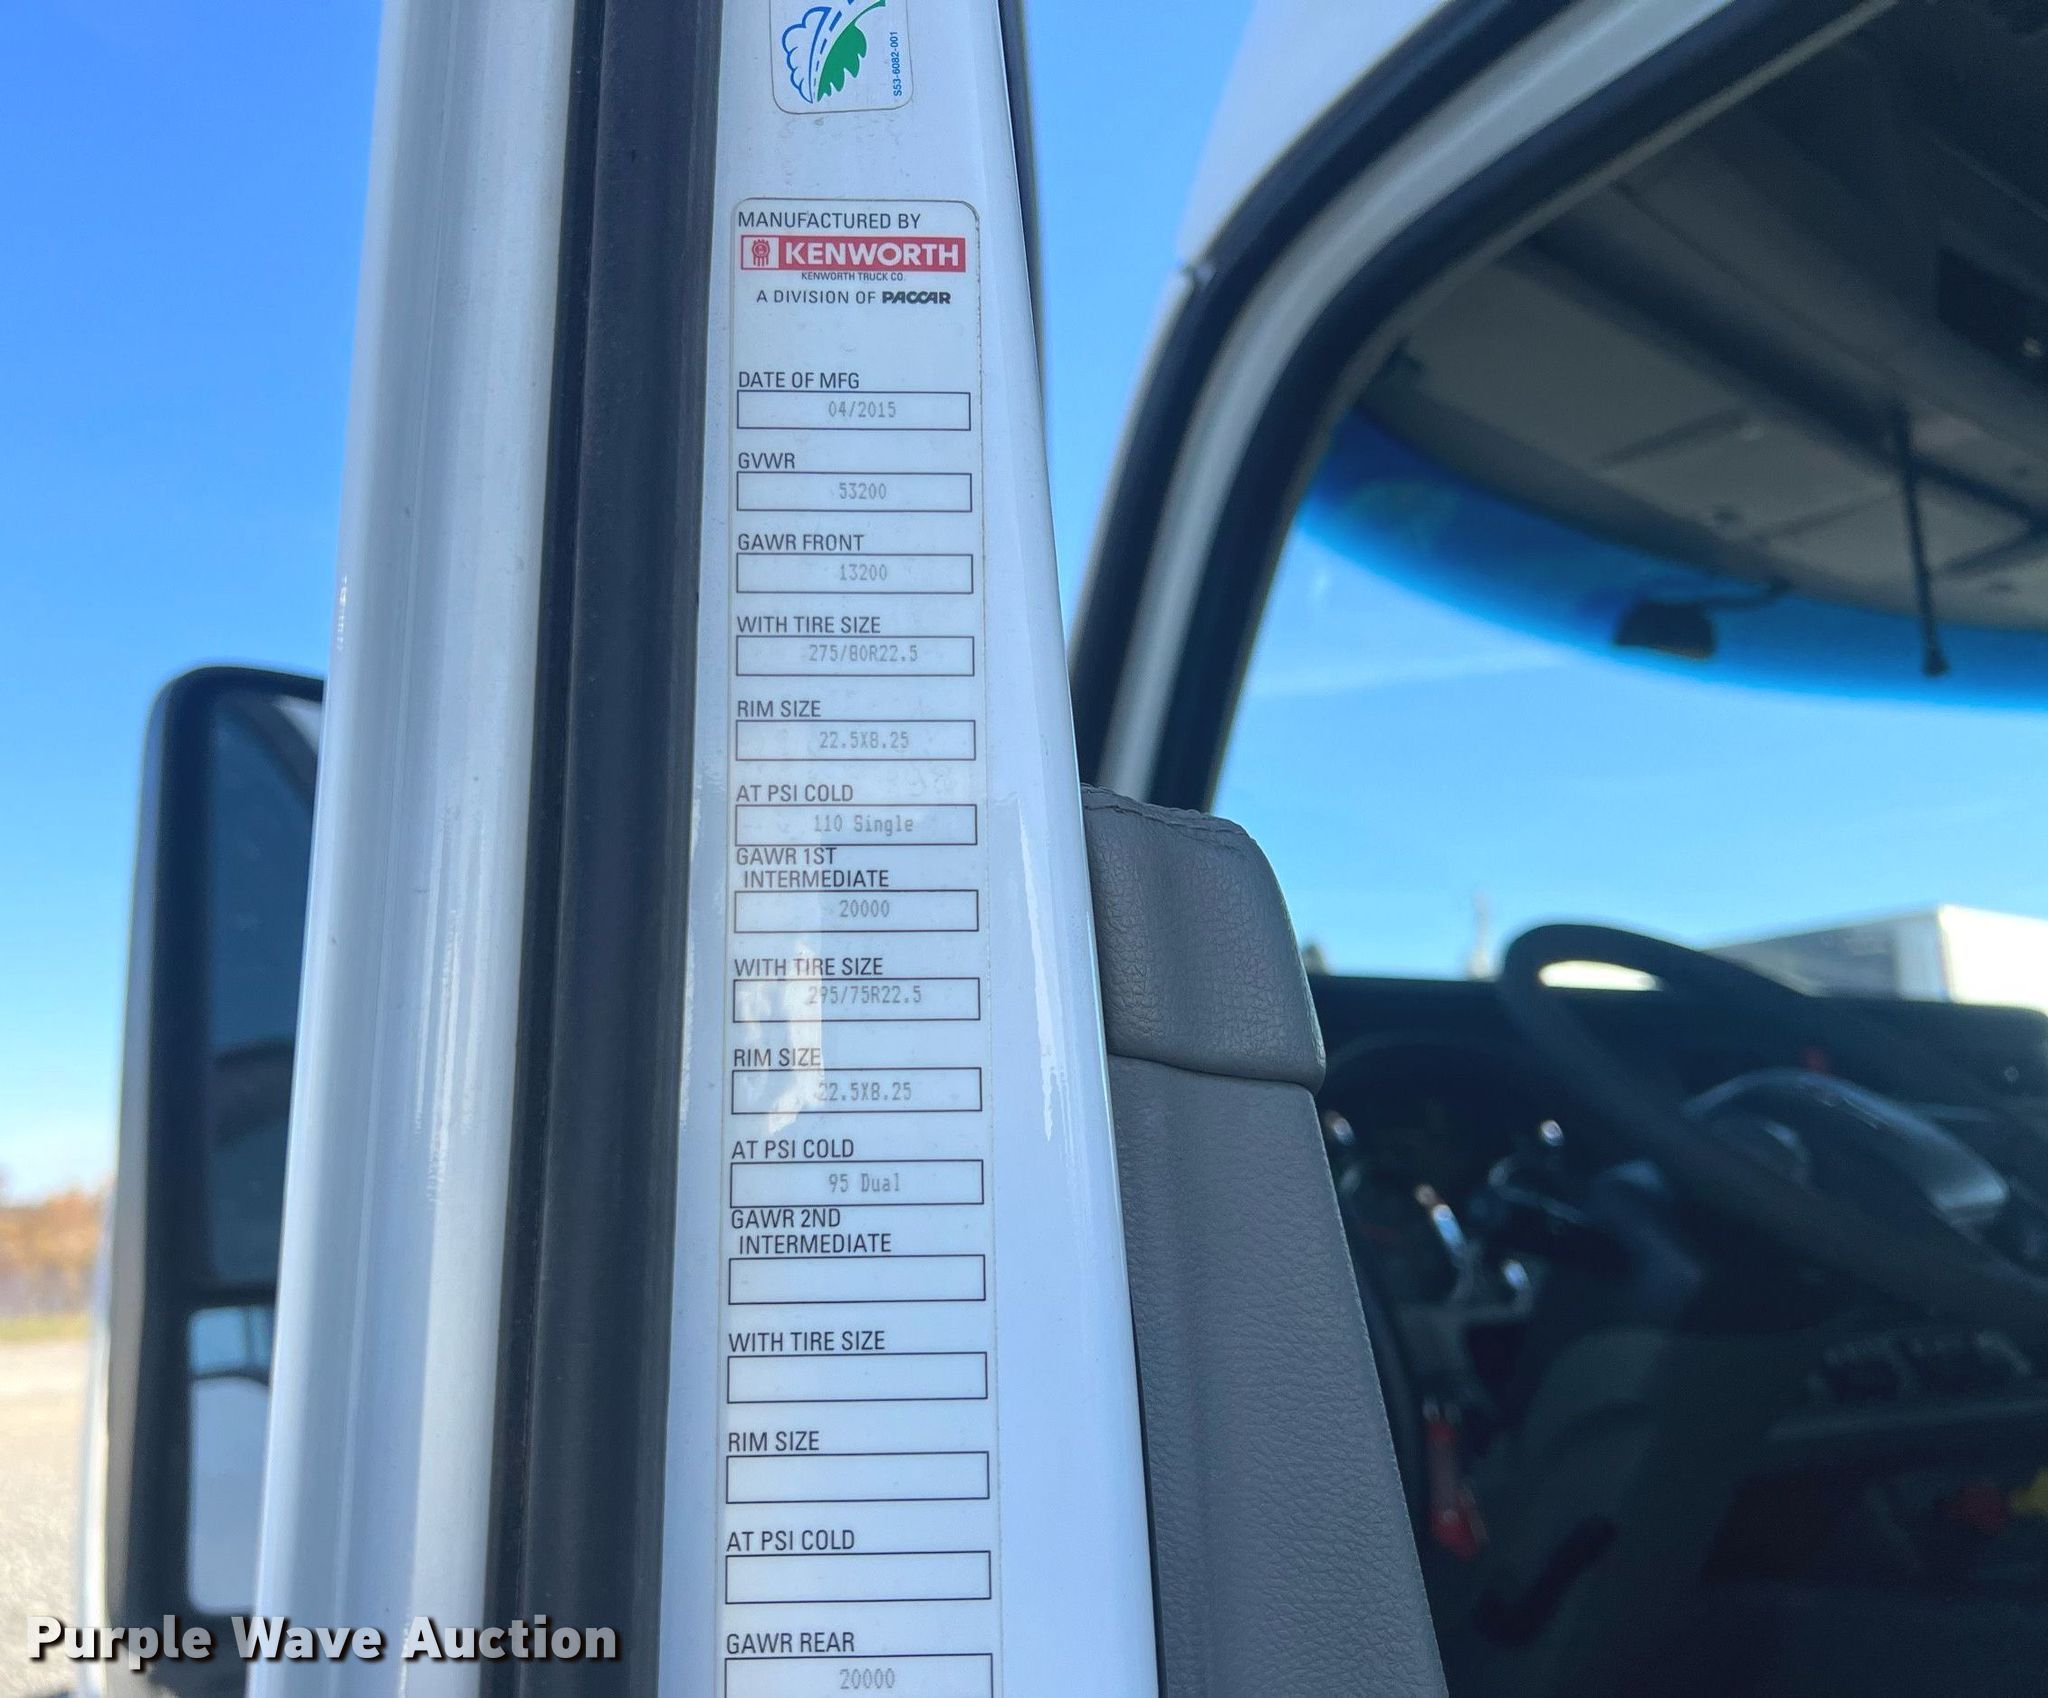 S53-6082-001
MANUFACTURED BY
KENWORTH
KENWORTH TRUCK CO.
A DIVISION OF PACCAR
DATE OF MFG
04/2015
GVWR
53200
GAWR FRONT
13200
WITH TIRE SIZE
275/80R22.5
RIM SIZE
22.5X8.25
AT PSI COLD
110 Single
GAWR 1ST
INTERMEDIATE
20000
WITH TIRE SIZE
295/75R22.5
RIM SIZE
22.5X8.25
AT PSI COLD
95 Dual
GAWR 2ND
INTERMEDIATE
WITH TIRE SIZE
RIM SIZE
AT PSI COLD
GAWR REAR
20000
Purple Wave Auction